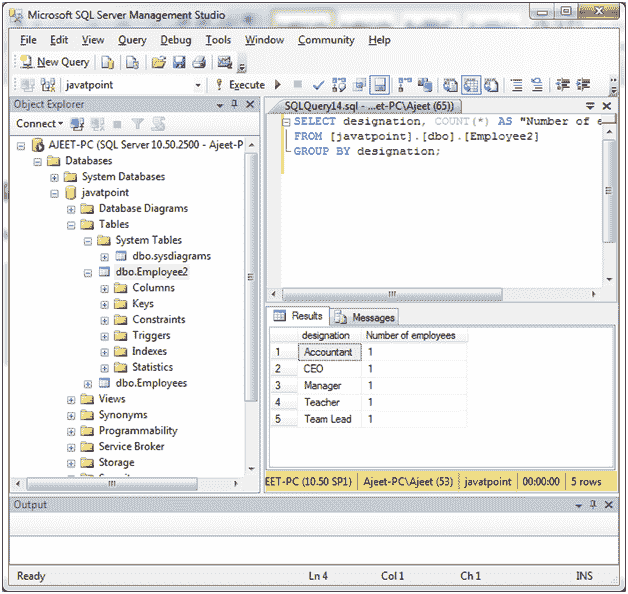 Microsoft SQL Server Management Studio
File Edit View Query Debug Tools Window Community Help
New Query
javatpoint Execute
Object Explorer
Connect
AJEET-PC (SQL Server 10.50.2500 - Ajeet-P
Databases
System Databases
javatpoint
Database Diagrams
Tables
System Tables
dbo.sysdiagrams
dbo.Employee2
Columns
Keys
Constraints
Triggers
Indexes
Statistics
dbo.Employees
Views
Synonyms
Programmability
Service Broker
Storage
SQLQuery14.sql - ...et-PC\Ajeet (65))
SELECT designation, COUNT(*) AS "Number of e
FROM [javatpoint].[dbo].[Employee2]
GROUP BY designation;
Results Messages
designation Number of employees
1 Accountant 1
2 CEO 1
3 Manager 1
4 Teacher 1
5 Team Lead 1
EET-PC (10.50 SP1) Ajeet-PC\Ajeet (53) javatpoint 00:00:00 5 rows
Output
Ready Ln 4 Col 1 Ch 1 INS